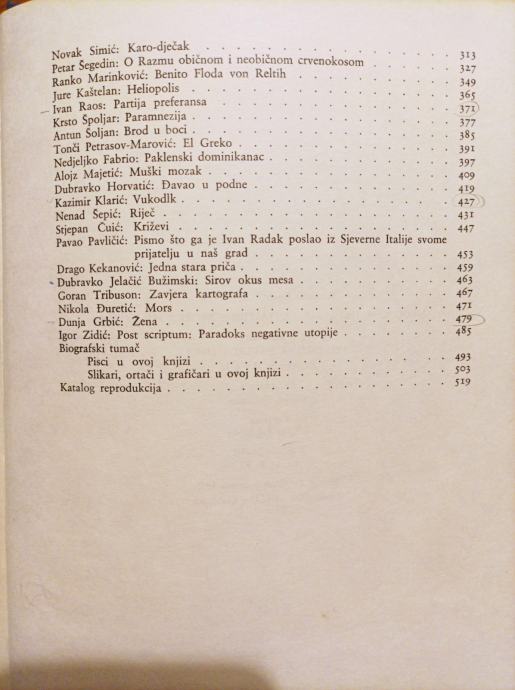 Novak Simić: Karo-dječak . . . . . . . . . . . . . . . 313
Petar Šegedin: O Razmu običnom i neobičnom crvenokosom . . . . 327
Ranko Marinković: Benito Floda von Reltih . . . . . . . . . 349
Jure Kaštelan: Heliopolis . . . . . . . . . . . . . . . 365
Ivan Raos: Partija preferansa . . . . . . . . . . . . . . 371
Krsto Špoljar: Paramnezija . . . . . . . . . . . . . . . 377
Antun Šoljan: Brod u boci . . . . . . . . . . . . . . . 385
Tonči Petrasov-Marović: El Greko . . . . . . . . . . . . . 391
Nedjeljko Fabrio: Paklenski dominikanac . . . . . . . . . . 397
Alojz Majetić: Muški mozak . . . . . . . . . . . . . . . 409
Dubravko Horvatić: Đavao u podne . . . . . . . . . . . . 419
Kazimir Klarić: Vukodlk . . . . . . . . . . . . . . . . 427
Nenad Šepić: Riječ . . . . . . . . . . . . . . . . . . 431
Stjepan Čuić: Križevi . . . . . . . . . . . . . . . . . 447
Pavao Pavličić: Pismo što ga je Ivan Radak poslao iz Sjeverne Italije svome
prijatelju u naš grad . . . . . . . . . . . . 453
Drago Kekanović: Jedna stara priča . . . . . . . . . . . . 459
Dubravko Jelačić Bužimski: Sirov okus mesa . . . . . . . . . 463
Goran Tribuson: Zavjera kartografa . . . . . . . . . . . . 467
Nikola Đuretić: Mors . . . . . . . . . . . . . . . . . 471
Dunja Grbić: Žena . . . . . . . . . . . . . . . . . . 479
Igor Zidić: Post scriptum: Paradoks negativne utopije . . . . . . 485
Biografski tumač
Pisci u ovoj knjizi . . . . . . . . . . . . . . . . 493
Slikari, ortači i grafičari u ovoj knjizi . . . . . . . . . . 503
Katalog reprodukcija . . . . . . . . . . . . . . . . . 519